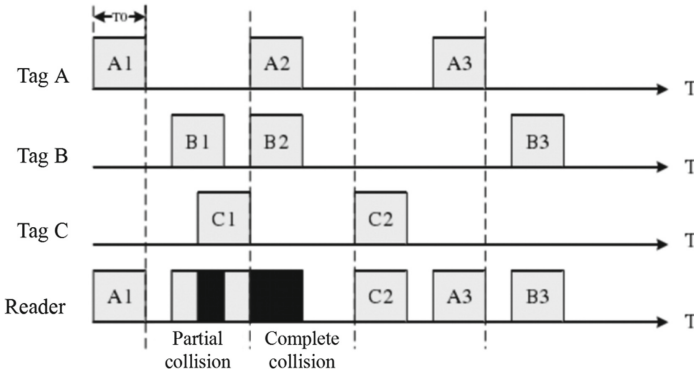 T0
Tag A A1 A2 A3 T
Tag B B1 B2 B3 T
Tag C C1 C2 T
Reader A1 C2 A3 B3 T
Partial collision
Complete collision